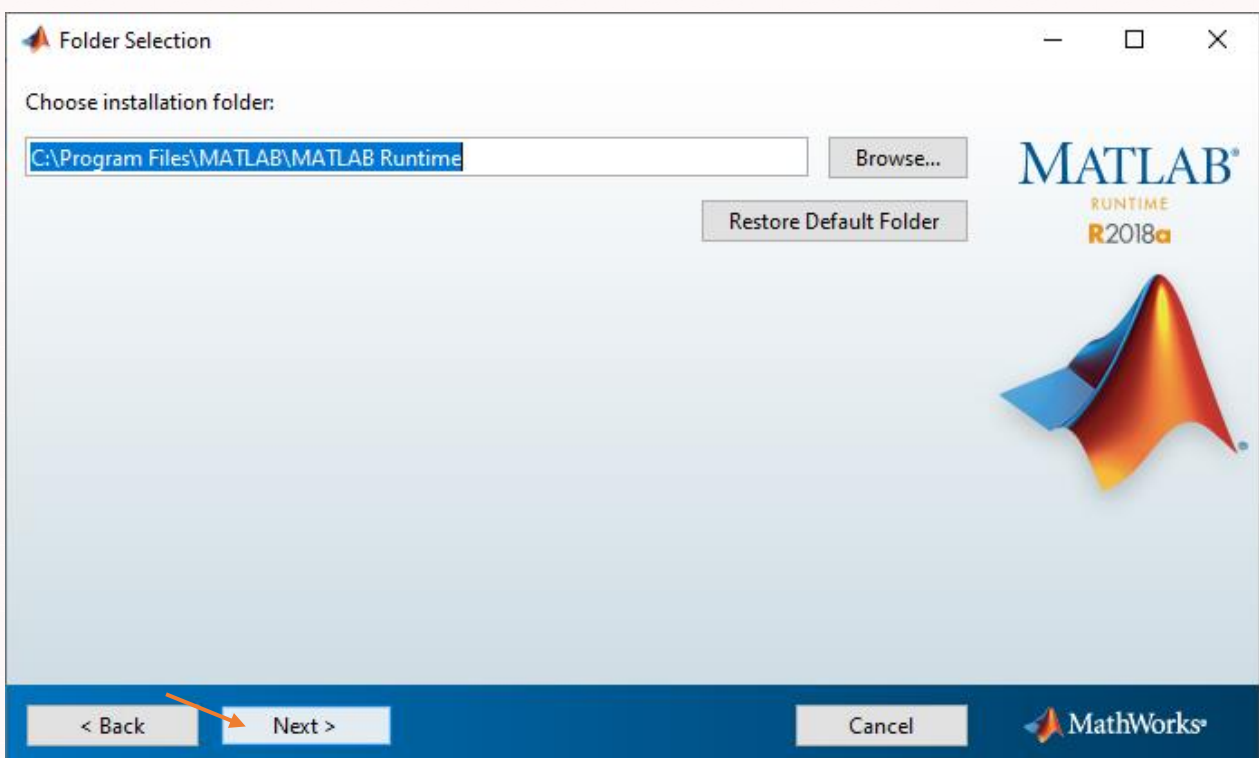 Folder Selection
Choose installation folder:
C:\Program Files\MATLAB\MATLAB Runtime
Browse...
Restore Default Folder
MATLAB®
RUNTIME
R2018a
< Back
Next >
Cancel
MathWorks®